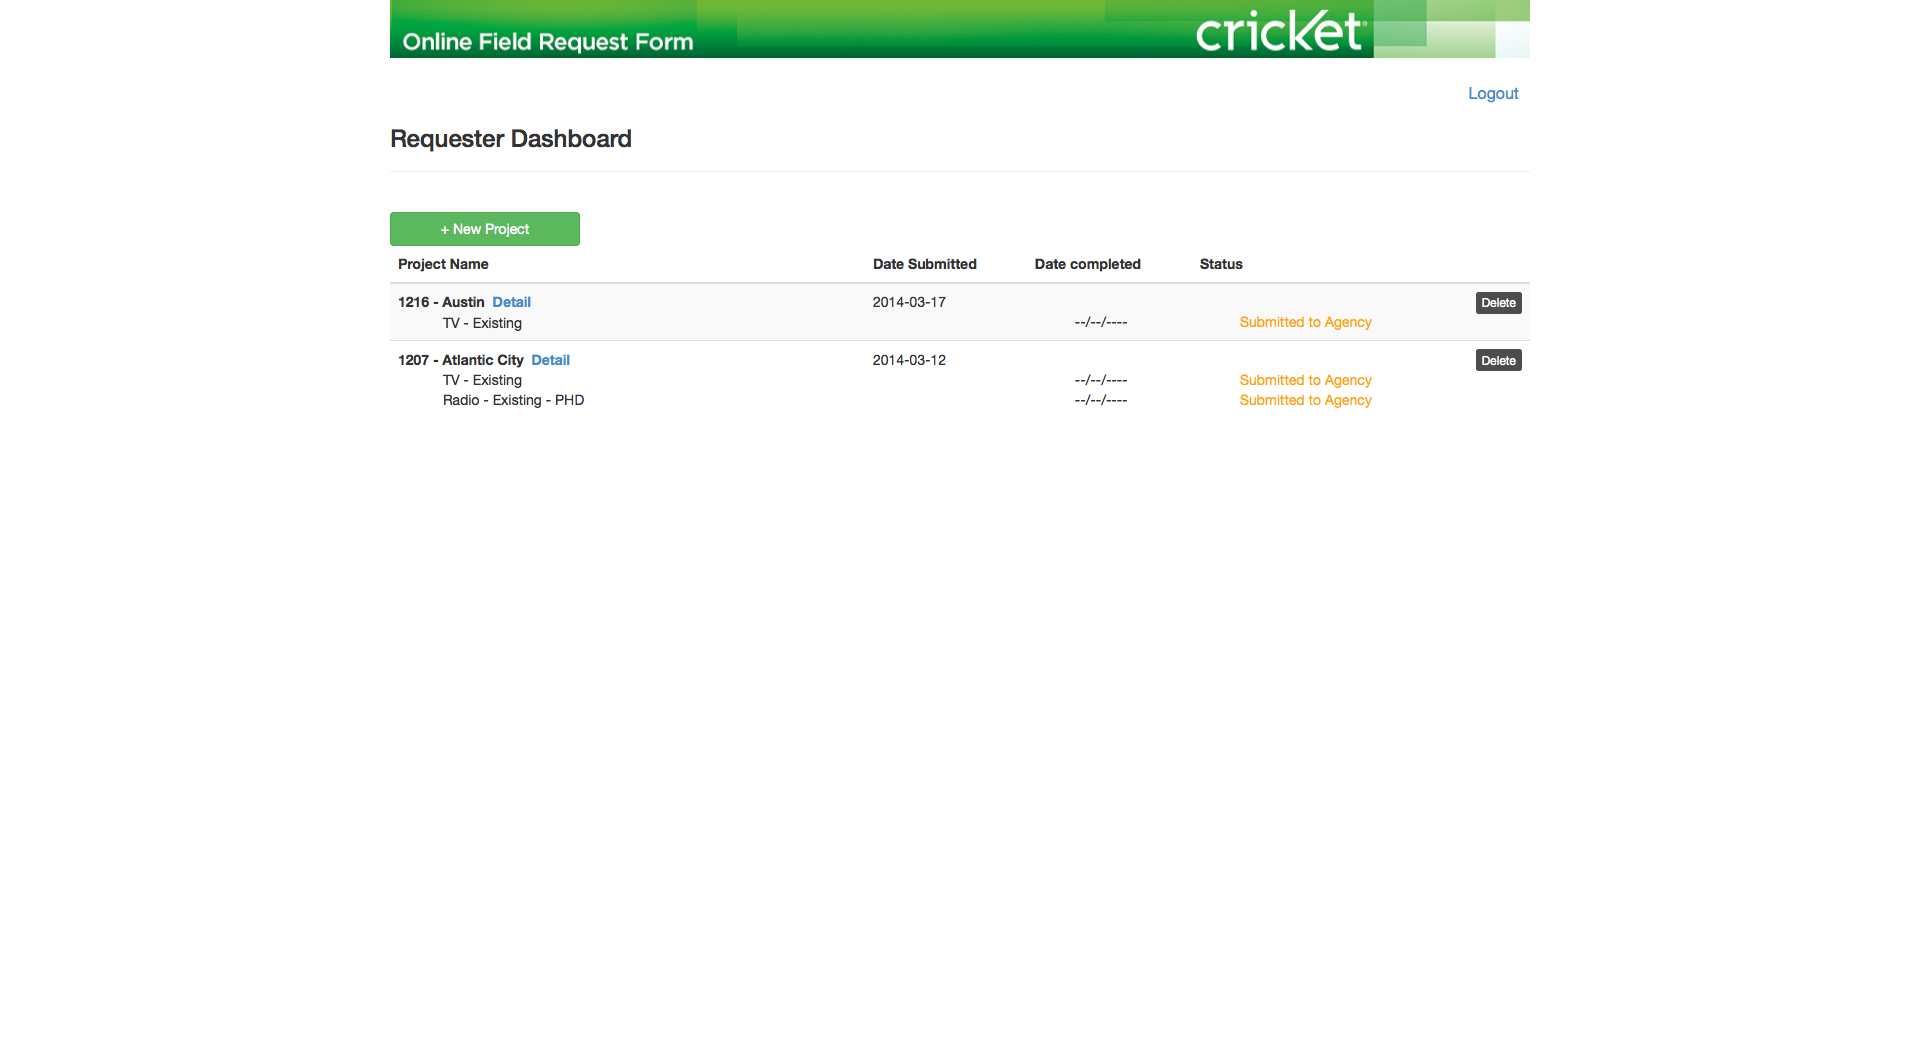 Online Field Request Form
cricket
Logout
Requester Dashboard
+ New Project
Project Name Date Submitted Date completed Status
1216 - Austin Detail 2014-03-17 Delete
TV - Existing --/--/---- Submitted to Agency
1207 - Atlantic City Detail 2014-03-12 Delete
TV - Existing --/--/---- Submitted to Agency
Radio - Existing - PHD --/--/---- Submitted to Agency